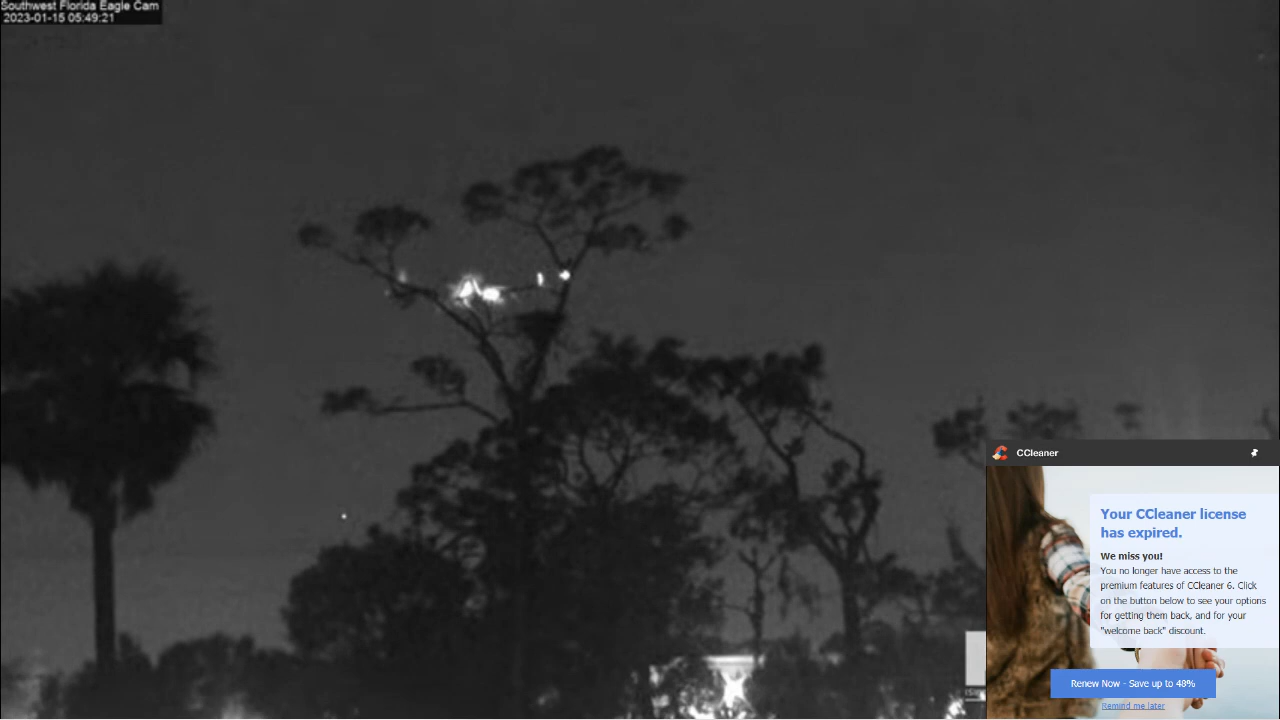 Southwest Florida Eagle Cam
2023-01-15 05:49:21
CCleaner
Your CCleaner license
has expired.
We miss you!
You no longer have access to the
premium features of CCleaner 6. Click
on the button below to see your options
for getting them back, and for your
"welcome back" discount.
Renew Now - Save up to 48%
Remind me later